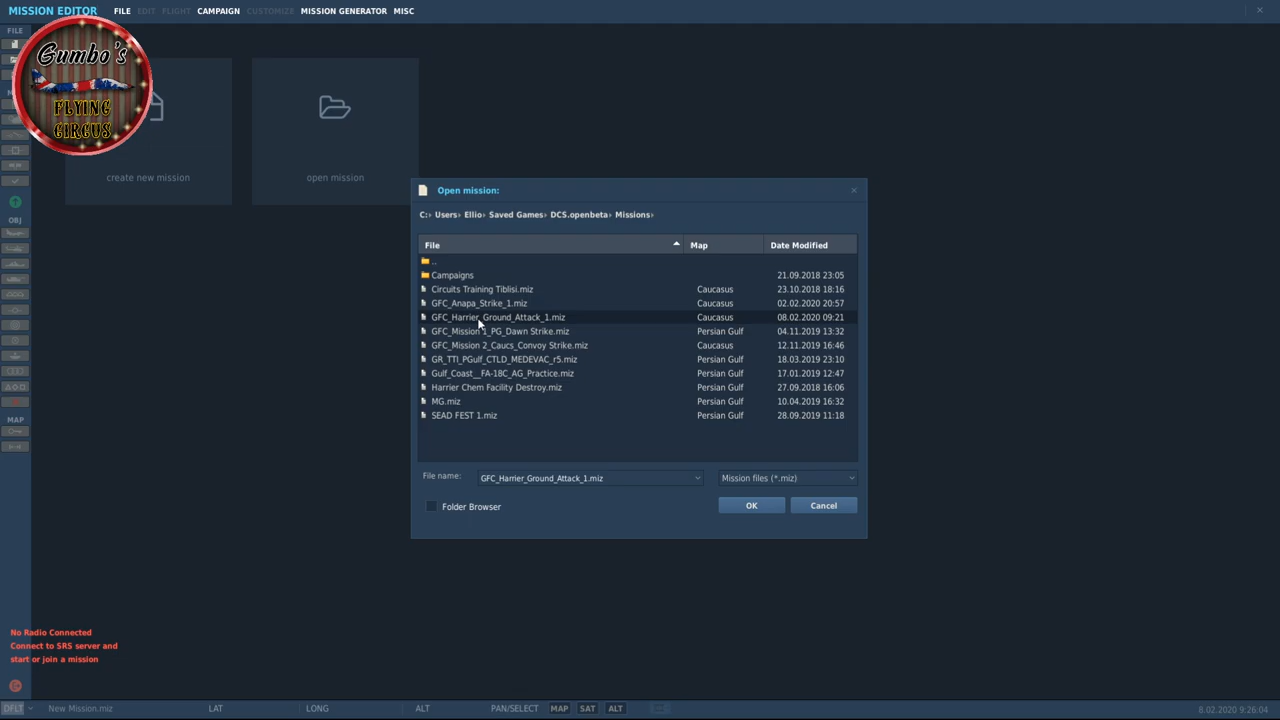 MISSION EDITOR FILE EDIT FLIGHT CAMPAIGN CUSTOMIZE MISSION GENERATOR MISC
FILE
Gumbo's
FLYING
CIRCUS
create new mission
open mission
OBJ
MAP
Open mission:
C:› Users› Ellio› Saved Games› DCS.openbeta› Missions›
File Map Date Modified
..
Campaigns 21.09.2018 23:05
Circuits Training Tiblisi.miz Caucasus 23.10.2018 18:16
GFC_Anapa_Strike_1.miz Caucasus 02.02.2020 20:57
GFC_Harrier_Ground_Attack_1.miz Caucasus 08.02.2020 09:21
GFC_Mission 1_PG_Dawn Strike.miz Persian Gulf 04.11.2019 13:32
GFC_Mission 2_Caucs_Convoy Strike.miz Caucasus 12.11.2019 16:46
GR_TTI_PGulf_CTLD_MEDEVAC_r5.miz Persian Gulf 18.03.2019 23:10
Gulf_Coast__FA-18C_AG_Practice.miz Persian Gulf 17.01.2019 12:47
Harrier Chem Facility Destroy.miz Persian Gulf 27.09.2018 16:06
MG.miz Persian Gulf 10.04.2019 16:32
SEAD FEST 1.miz Persian Gulf 28.09.2019 11:18
File name: GFC_Harrier_Ground_Attack_1.miz Mission files (*.miz)
Folder Browser OK Cancel
No Radio Connected
Connect to SRS server and
start or join a mission
DFLT New Mission.miz LAT LONG ALT PAN/SELECT MAP SAT ALT 8.02.2020 9:26:04